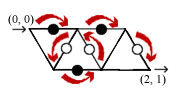 (0, 0)
(2, 1)